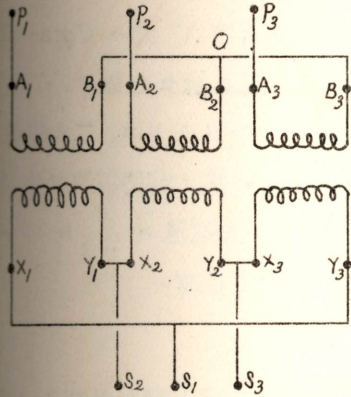 P1 P2 P3
O
A1 B1 A2 B2 A3 B3
X1 Y1 X2 Y2 X3 Y3
S2 S1 S3